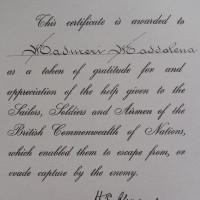 This certificate is awarded to
Maddalena
as a token of gratitude for and
appreciation of the help given to the
Sailors, Soldiers and Airmen of the
British Commonwealth of Nations,
which enabled them to escape from, or
evade capture by the enemy.